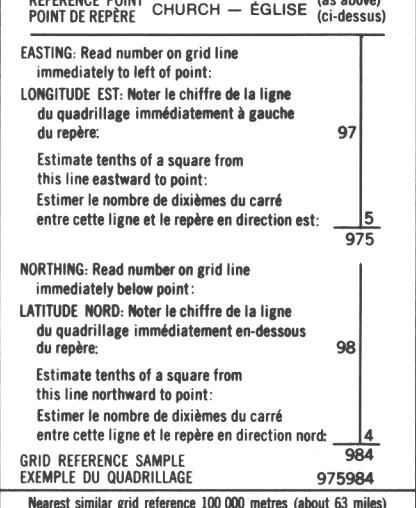 REFERENCE POINT CHURCH — ÉGLISE (as above)
POINT DE REPÈRE (ci-dessus)
EASTING: Read number on grid line
immediately to left of point:
LONGITUDE EST: Noter le chiffre de la ligne
du quadrillage immédiatement à gauche
du repère: 97
Estimate tenths of a square from
this line eastward to point:
Estimer le nombre de dixièmes du carré
entre cette ligne et le repère en direction est: 5
975
NORTHING: Read number on grid line
immediately below point:
LATITUDE NORD: Noter le chiffre de la ligne
du quadrillage immédiatement en-dessous
du repère: 98
Estimate tenths of a square from
this line northward to point:
Estimer le nombre de dixièmes du carré
entre cette ligne et le repère en direction nord: 4
984
GRID REFERENCE SAMPLE
EXEMPLE DU QUADRILLAGE 975984
Nearest similar grid reference 100 000 metres (about 63 miles)